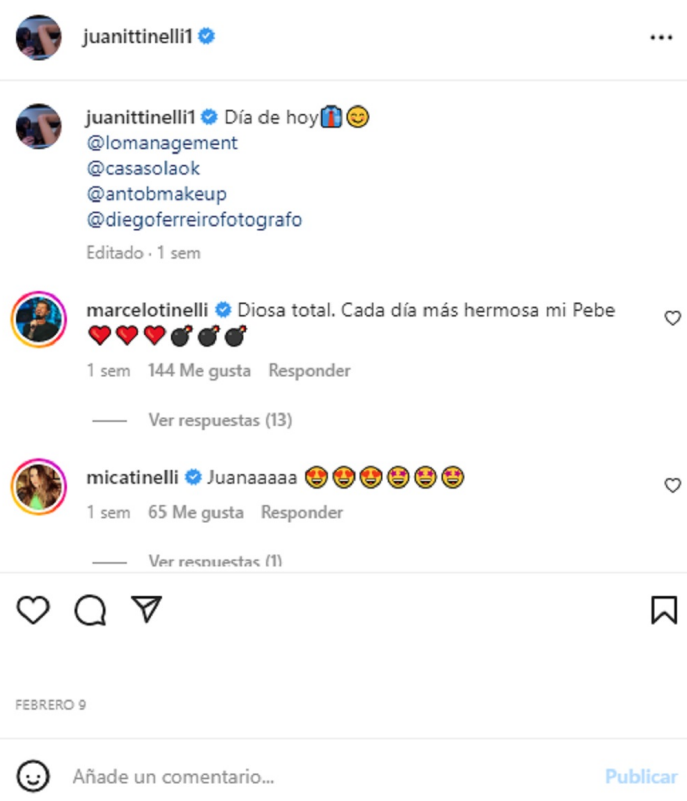 juanittinelli1
juanittinelli1 Día de hoy👔😊
@lomanagement
@casasolaok
@antobmakeup
@diegoferreirofotografo
Editado · 1 sem
marcelotinelli Diosa total. Cada día más hermosa mi Pebe
❤️❤️❤️💣💣💣
1 sem 144 Me gusta Responder
Ver respuestas (13)
micatinelli Juanaaaaa 😍😍😍🤩🤩🤩
1 sem 65 Me gusta Responder
Ver respuestas (1)
FEBRERO 9
Añade un comentario...
Publicar